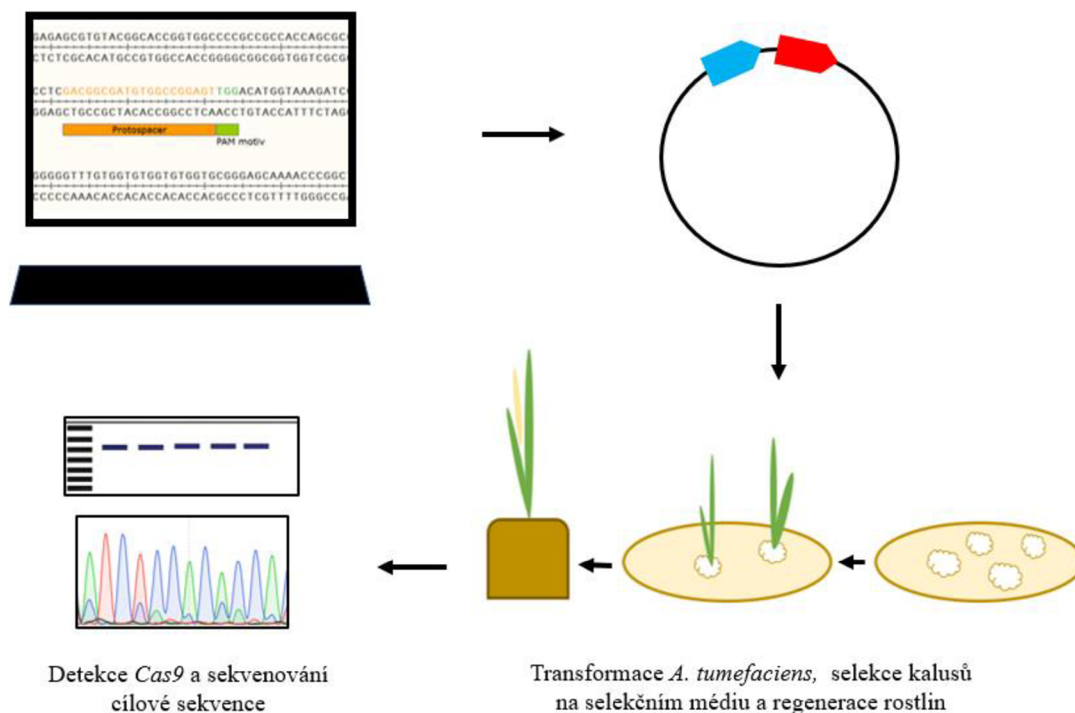 GAGAGCGTGTACGGCACCGGTGGCCCCGCCGCCACCAGCGC
CTCTCGCACATGCCGTGGCCACCGGGGCGGCGGTGGTCGCG
CCTCGACGGCGATGTGGCCGGAGTTGGACATGGTAAAGATC
GGAGCTGCCGCTACACCGGCCTCAACCTGTACCATTTCTAG
Protospacer
PAM motiv
GGGGGTTTGTGGTGTGGTGTGGTGCGGGAGCAAAACCCGGC
CCCCCAAACACCACACCACACCACGCCCTCGTTTTGGGCCG
Detekce Cas9 a sekvenování
cílové sekvence
Transformace A. tumefaciens, selekce kalusů
na selekčním médiu a regenerace rostlin